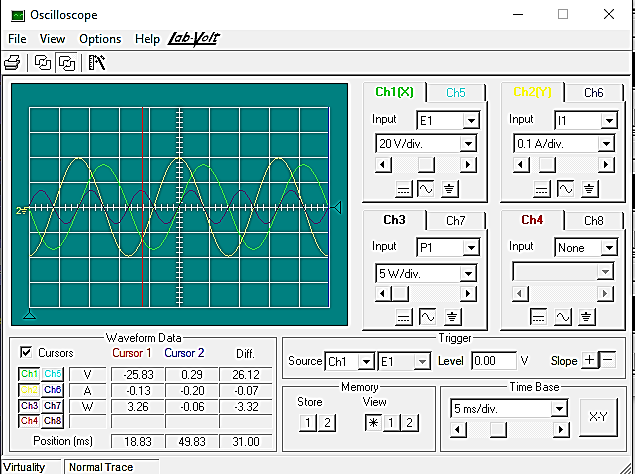 Oscilloscope
File View Options Help Lab-Volt
Ch1(X) Ch5 Ch2(Y) Ch6
Input E1 Input I1
20 V/div. 0.1 A/div.
Ch3 Ch7 Ch4 Ch8
Input P1 Input None
5 W/div.
2
Waveform Data
Cursors Cursor 1 Cursor 2 Diff.
Ch1 Ch5 V -25.83 0.29 26.12
Ch2 Ch6 A -0.13 -0.20 -0.07
Ch3 Ch7 W 3.26 -0.06 -3.32
Ch4 Ch8
Position (ms) 18.83 49.83 31.00
Trigger
Source Ch1 E1 Level 0.00 V Slope + −
Memory
Store View
1 2 * 1 2
Time Base
5 ms/div.
X-Y
Virtuality Normal Trace